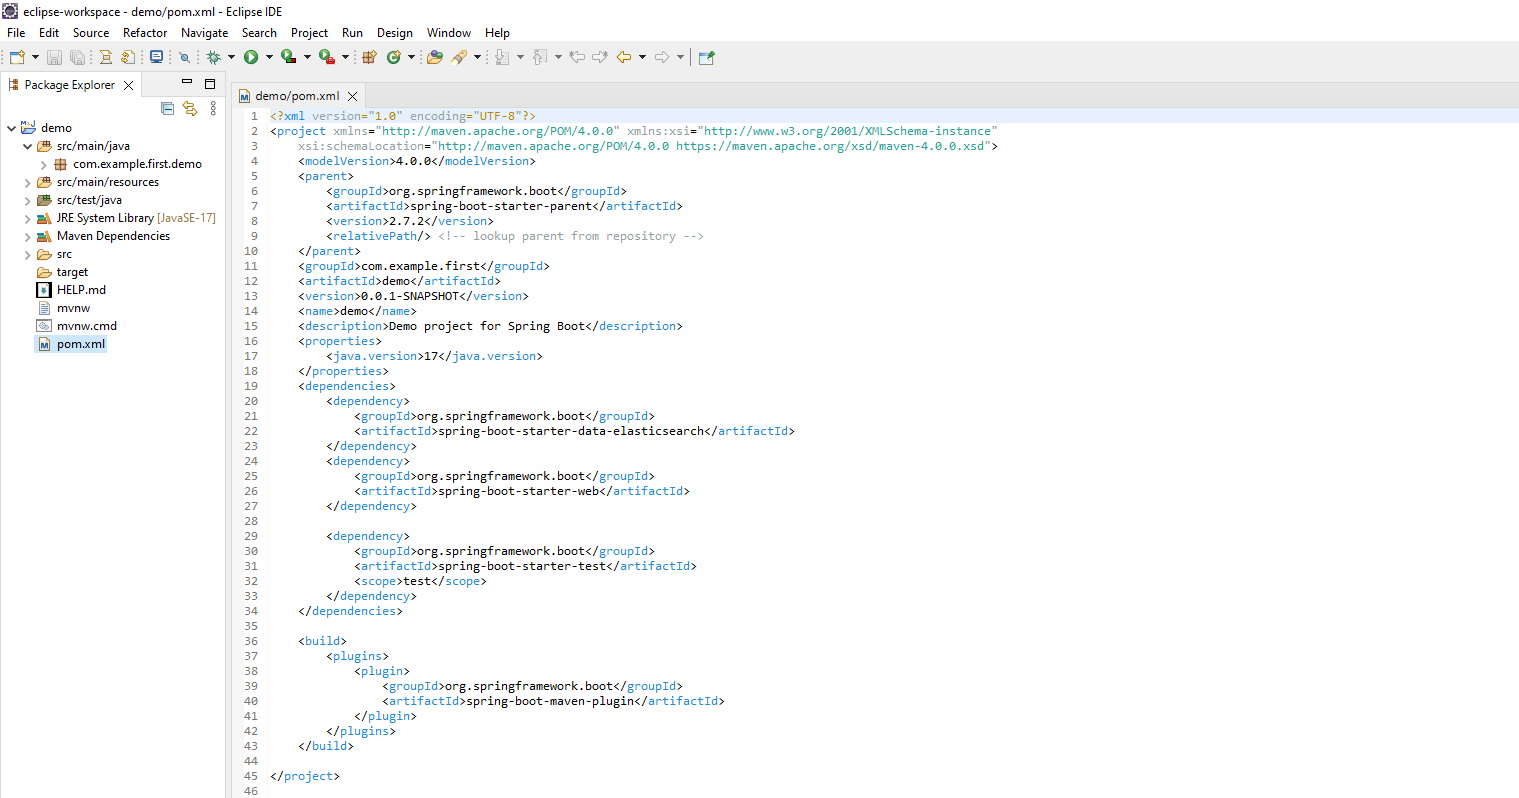 eclipse-workspace - demo/pom.xml - Eclipse IDE
File Edit Source Refactor Navigate Search Project Run Design Window Help
Package Explorer
demo
src/main/java
com.example.first.demo
src/main/resources
src/test/java
JRE System Library [JavaSE-17]
Maven Dependencies
src
target
HELP.md
mvnw
mvnw.cmd
pom.xml
demo/pom.xml
1 <?xml version="1.0" encoding="UTF-8"?>
2 <project xmlns="http://maven.apache.org/POM/4.0.0" xmlns:xsi="http://www.w3.org/2001/XMLSchema-instance"
3     xsi:schemaLocation="http://maven.apache.org/POM/4.0.0 https://maven.apache.org/xsd/maven-4.0.0.xsd">
4     <modelVersion>4.0.0</modelVersion>
5     <parent>
6         <groupId>org.springframework.boot</groupId>
7         <artifactId>spring-boot-starter-parent</artifactId>
8         <version>2.7.2</version>
9         <relativePath/> <!-- lookup parent from repository -->
10     </parent>
11     <groupId>com.example.first</groupId>
12     <artifactId>demo</artifactId>
13     <version>0.0.1-SNAPSHOT</version>
14     <name>demo</name>
15     <description>Demo project for Spring Boot</description>
16     <properties>
17         <java.version>17</java.version>
18     </properties>
19     <dependencies>
20         <dependency>
21             <groupId>org.springframework.boot</groupId>
22             <artifactId>spring-boot-starter-data-elasticsearch</artifactId>
23         </dependency>
24         <dependency>
25             <groupId>org.springframework.boot</groupId>
26             <artifactId>spring-boot-starter-web</artifactId>
27         </dependency>
28
29         <dependency>
30             <groupId>org.springframework.boot</groupId>
31             <artifactId>spring-boot-starter-test</artifactId>
32             <scope>test</scope>
33         </dependency>
34     </dependencies>
35
36     <build>
37         <plugins>
38             <plugin>
39                 <groupId>org.springframework.boot</groupId>
40                 <artifactId>spring-boot-maven-plugin</artifactId>
41             </plugin>
42         </plugins>
43     </build>
44
45 </project>
46